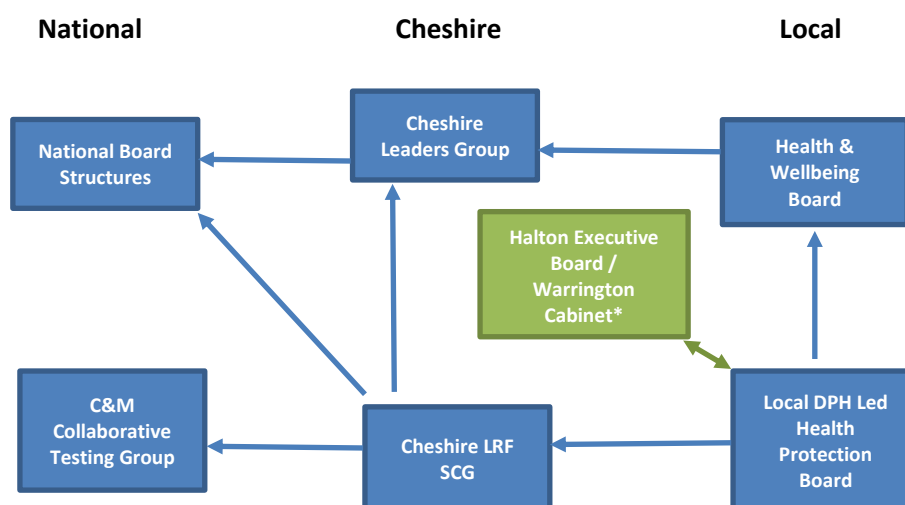 National
Cheshire
Local
National Board
Structures
Cheshire
Leaders Group
Health &
Wellbeing
Board
Halton Executive
Board /
Warrington
Cabinet*
C&M
Collaborative
Testing Group
Cheshire LRF
SCG
Local DPH Led
Health
Protection
Board